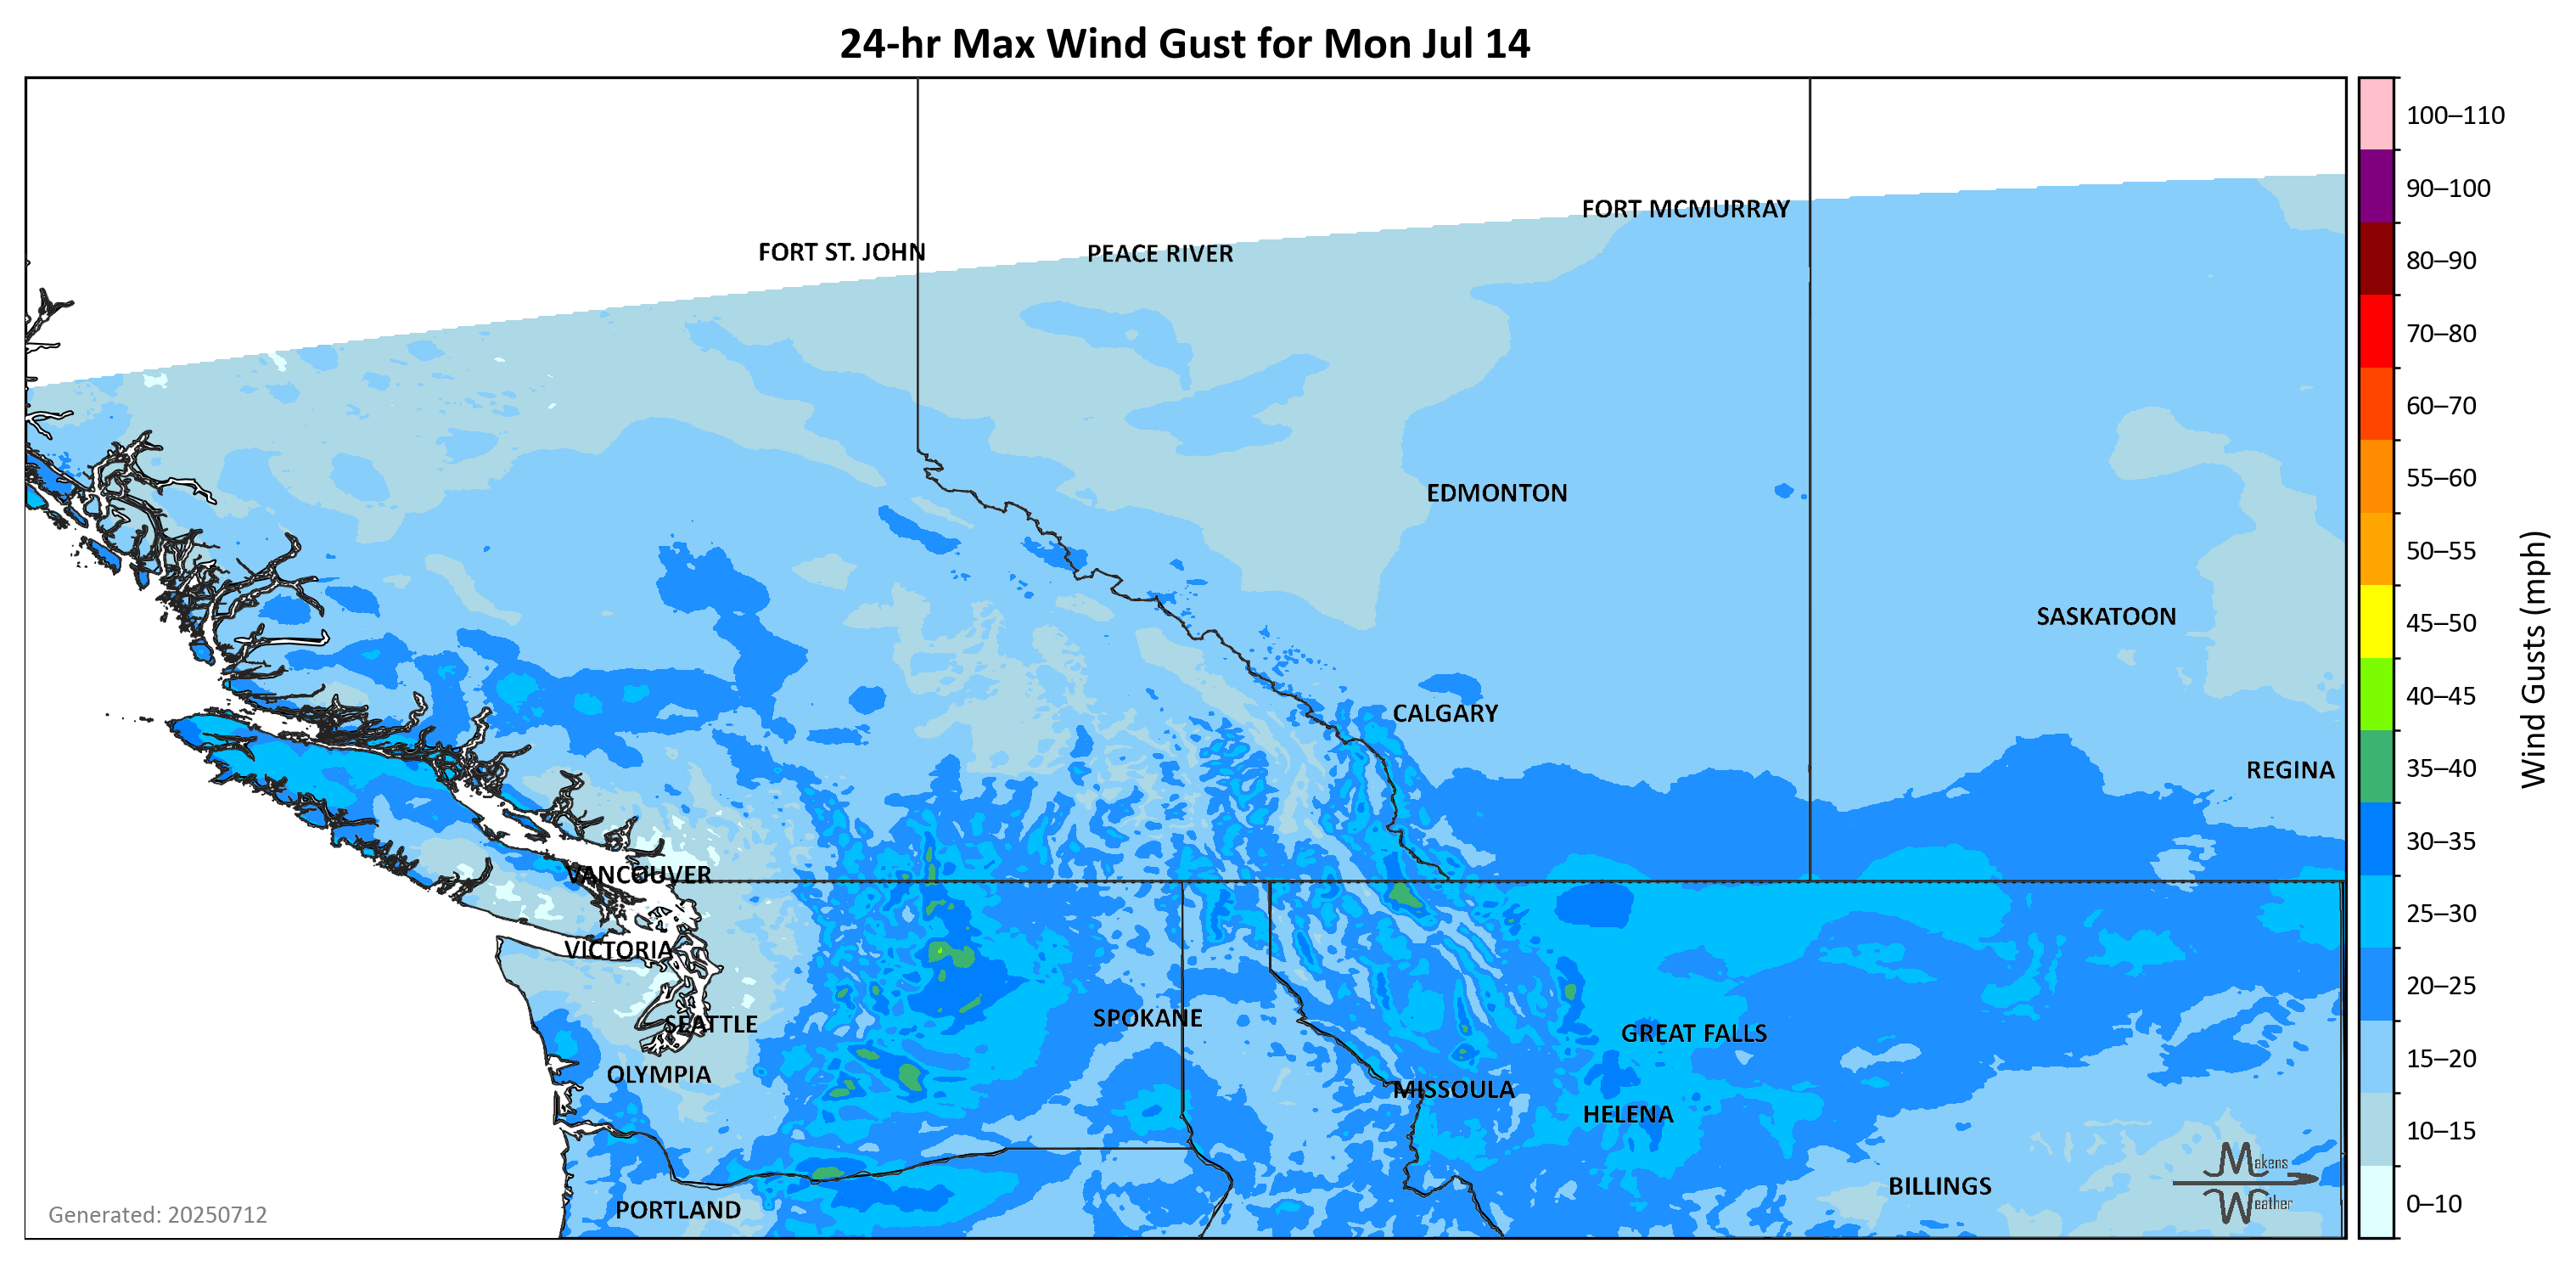 24-hr Max Wind Gust for Mon Jul 14
100–110
90–100
80–90
70–80
60–70
55–60
50–55
45–50
40–45
35–40
30–35
25–30
20–25
15–20
10–15
0–10
Wind Gusts (mph)
FORT MCMURRAY
FORT ST. JOHN
PEACE RIVER
EDMONTON
SASKATOON
CALGARY
REGINA
VANCOUVER
VICTORIA
SEATTLE
SPOKANE
GREAT FALLS
OLYMPIA
MISSOULA
HELENA
BILLINGS
PORTLAND
Makens
Weather
Generated: 20250712